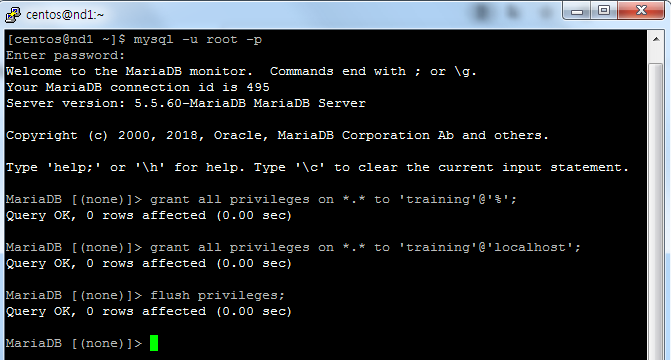 centos@nd1:~
[centos@nd1 ~]$ mysql -u root -p
Enter password:
Welcome to the MariaDB monitor.  Commands end with ; or \g.
Your MariaDB connection id is 495
Server version: 5.5.60-MariaDB MariaDB Server
Copyright (c) 2000, 2018, Oracle, MariaDB Corporation Ab and others.
Type 'help;' or '\h' for help. Type '\c' to clear the current input statement.
MariaDB [(none)]> grant all privileges on *.* to 'training'@'%';
Query OK, 0 rows affected (0.00 sec)
MariaDB [(none)]> grant all privileges on *.* to 'training'@'localhost';
Query OK, 0 rows affected (0.00 sec)
MariaDB [(none)]> flush privileges;
Query OK, 0 rows affected (0.00 sec)
MariaDB [(none)]>